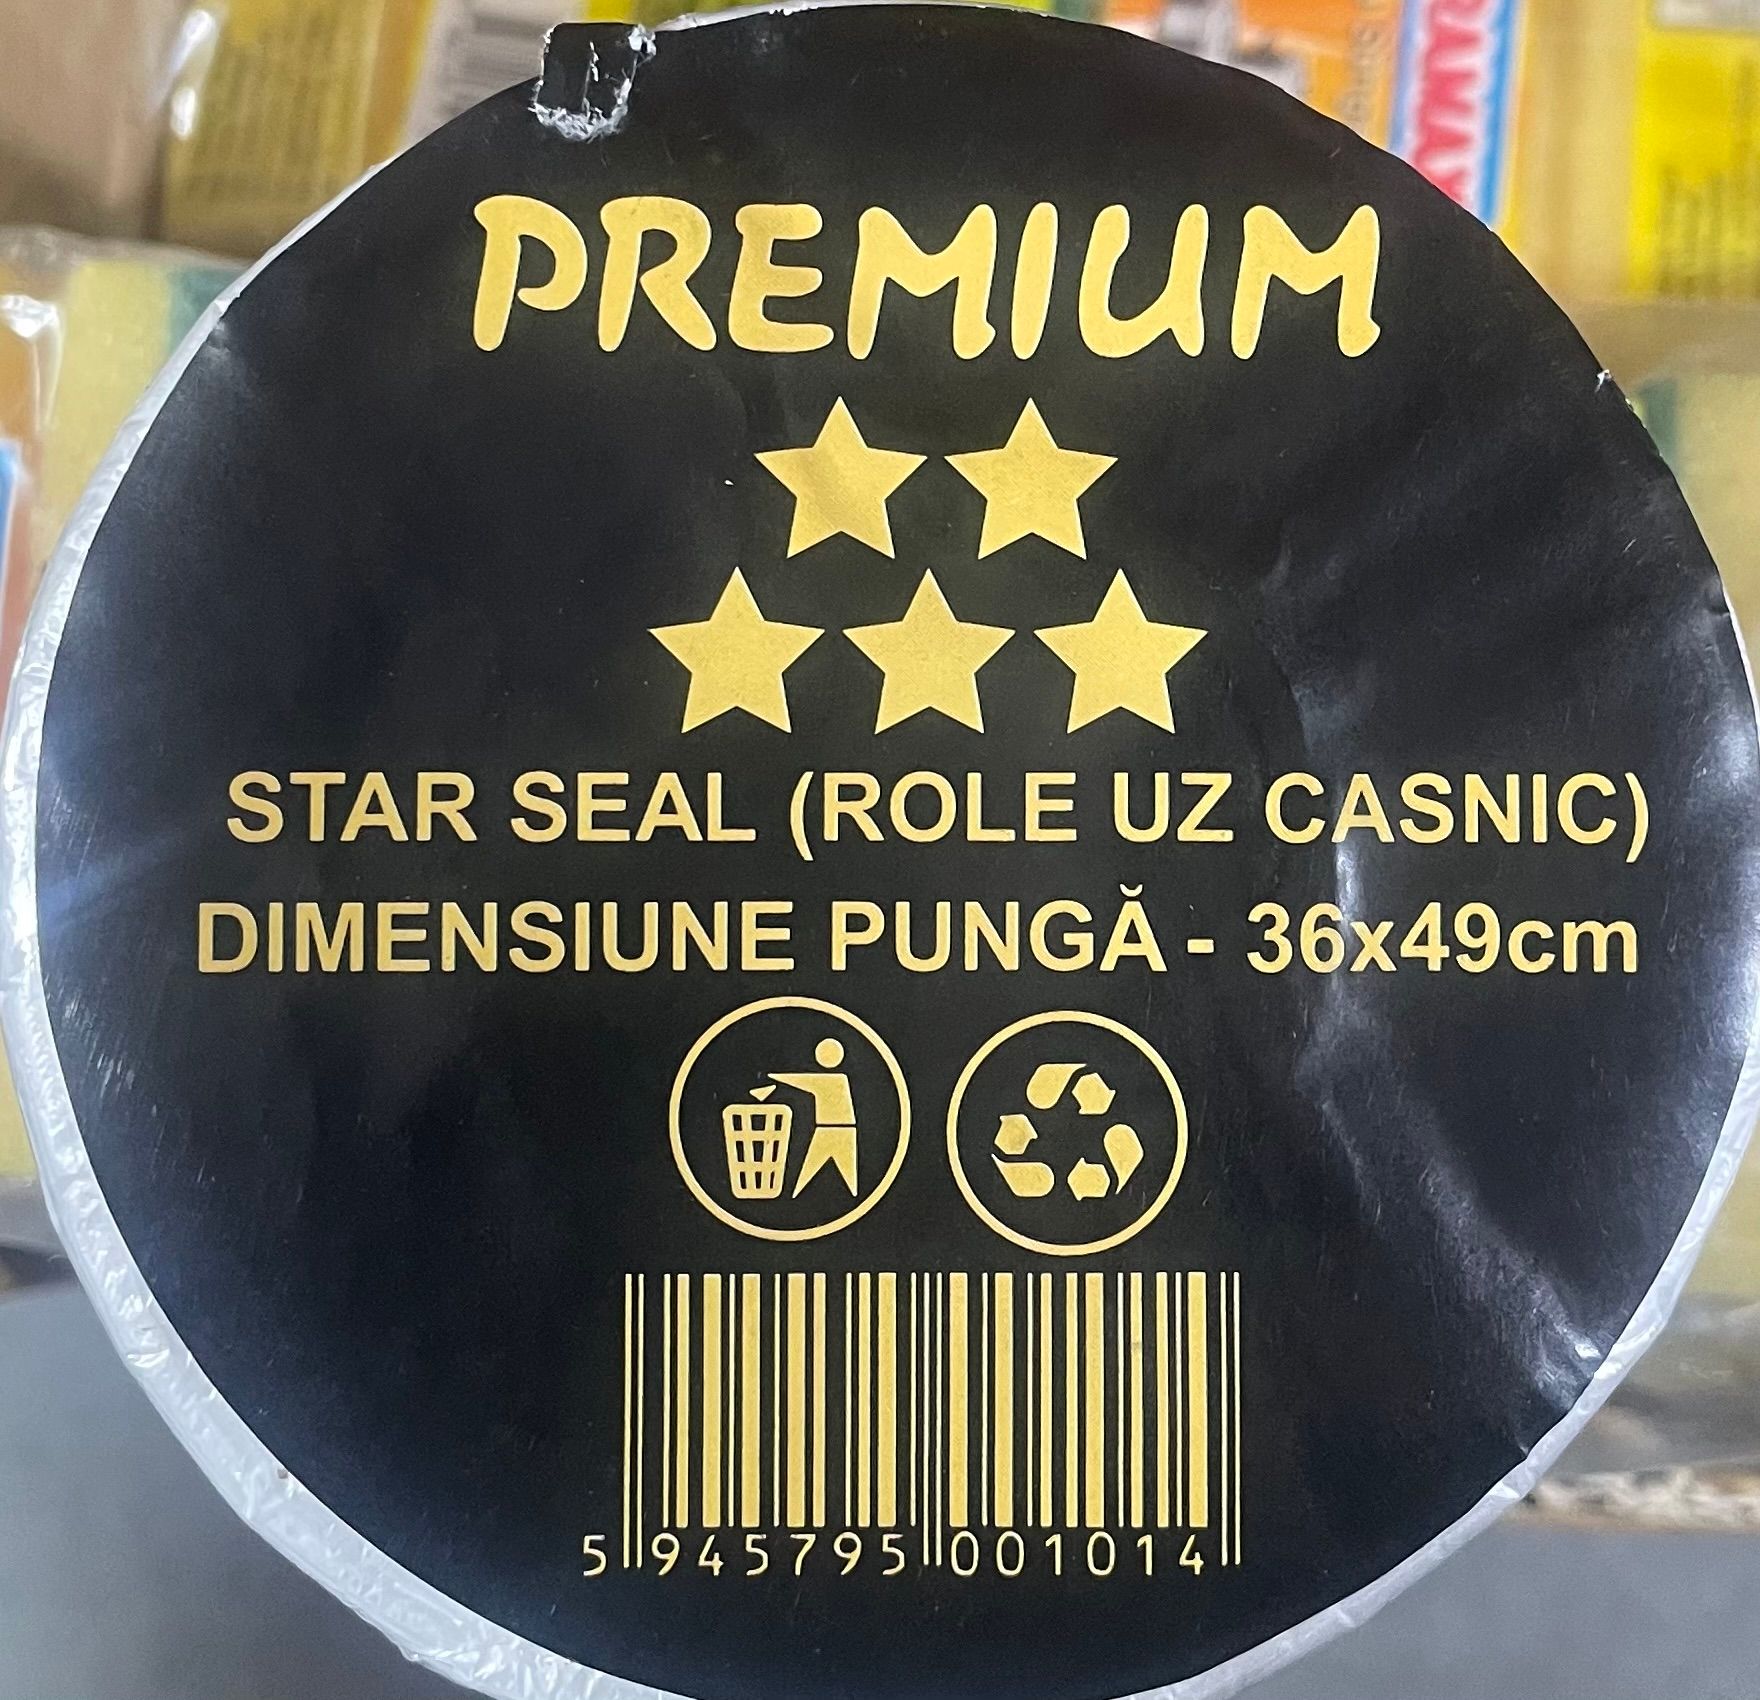 PREMIUM
STAR SEAL (ROLE UZ CASNIC)
DIMENSIUNE PUNGĂ - 36x49cm
5 945795 001014